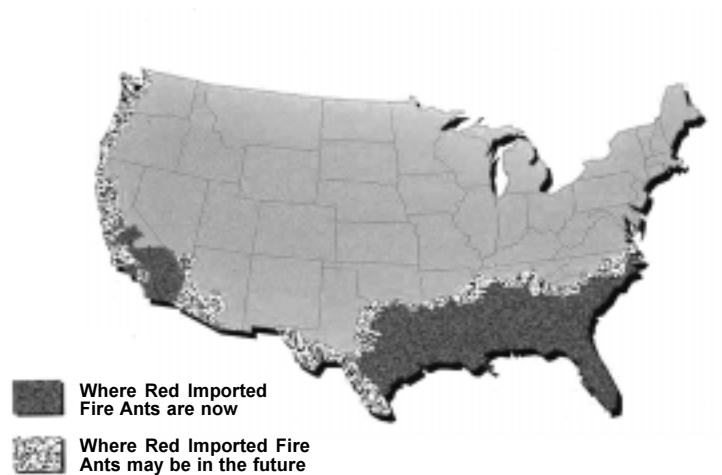 Where Red Imported
Fire Ants are now
Where Red Imported Fire
Ants may be in the future